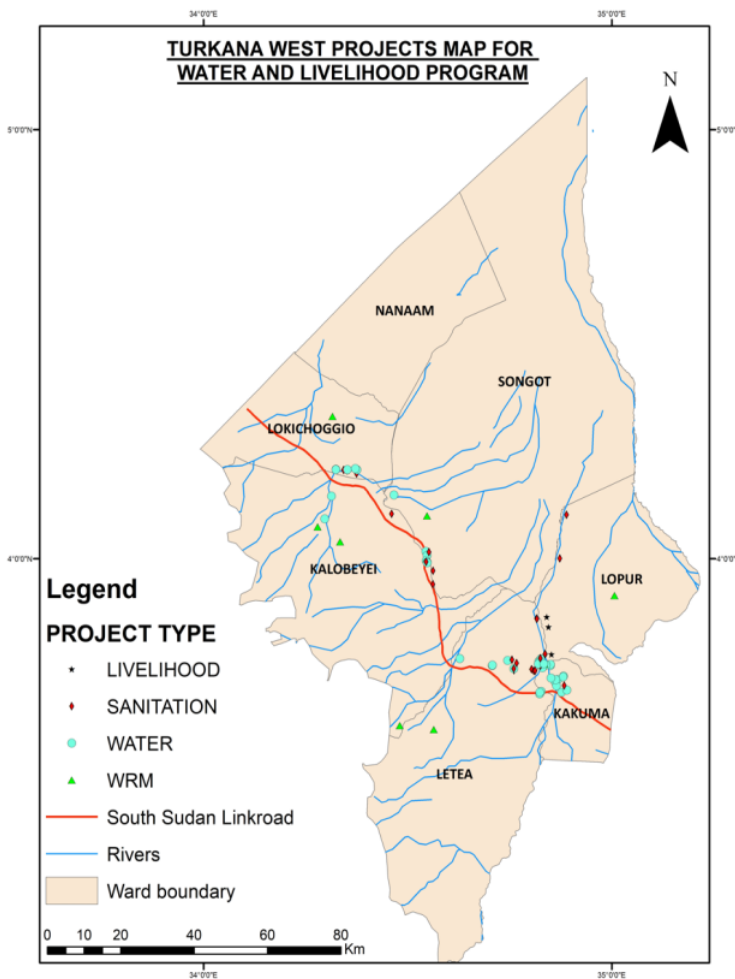 34°0'0"E
35°0'0"E
TURKANA WEST PROJECTS MAP FOR
WATER AND LIVELIHOOD PROGRAM
N
5°0'0"N
5°0'0"N
NANAAM
SONGOT
LOKICHOGGIO
4°0'0"N
4°0'0"N
KALOBEYEI
LOPUR
Legend
PROJECT TYPE
LIVELIHOOD
SANITATION
WATER
KAKUMA
WRM
LETEA
South Sudan Linkroad
Rivers
Ward boundary
0 5 10 20 40 60 80
Km
34°0'0"E
35°0'0"E